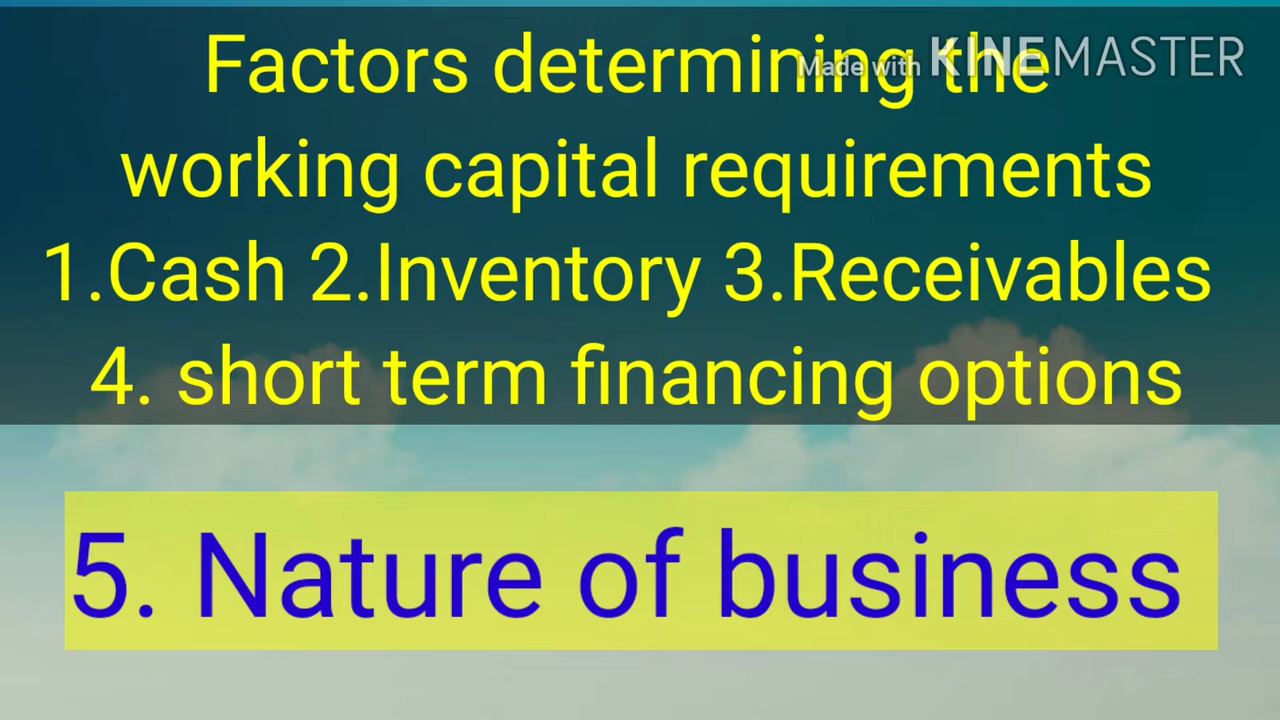 Factors determining the
Made with KINEMASTER
working capital requirements
1.Cash 2.Inventory 3.Receivables
4. short term financing options
5. Nature of business